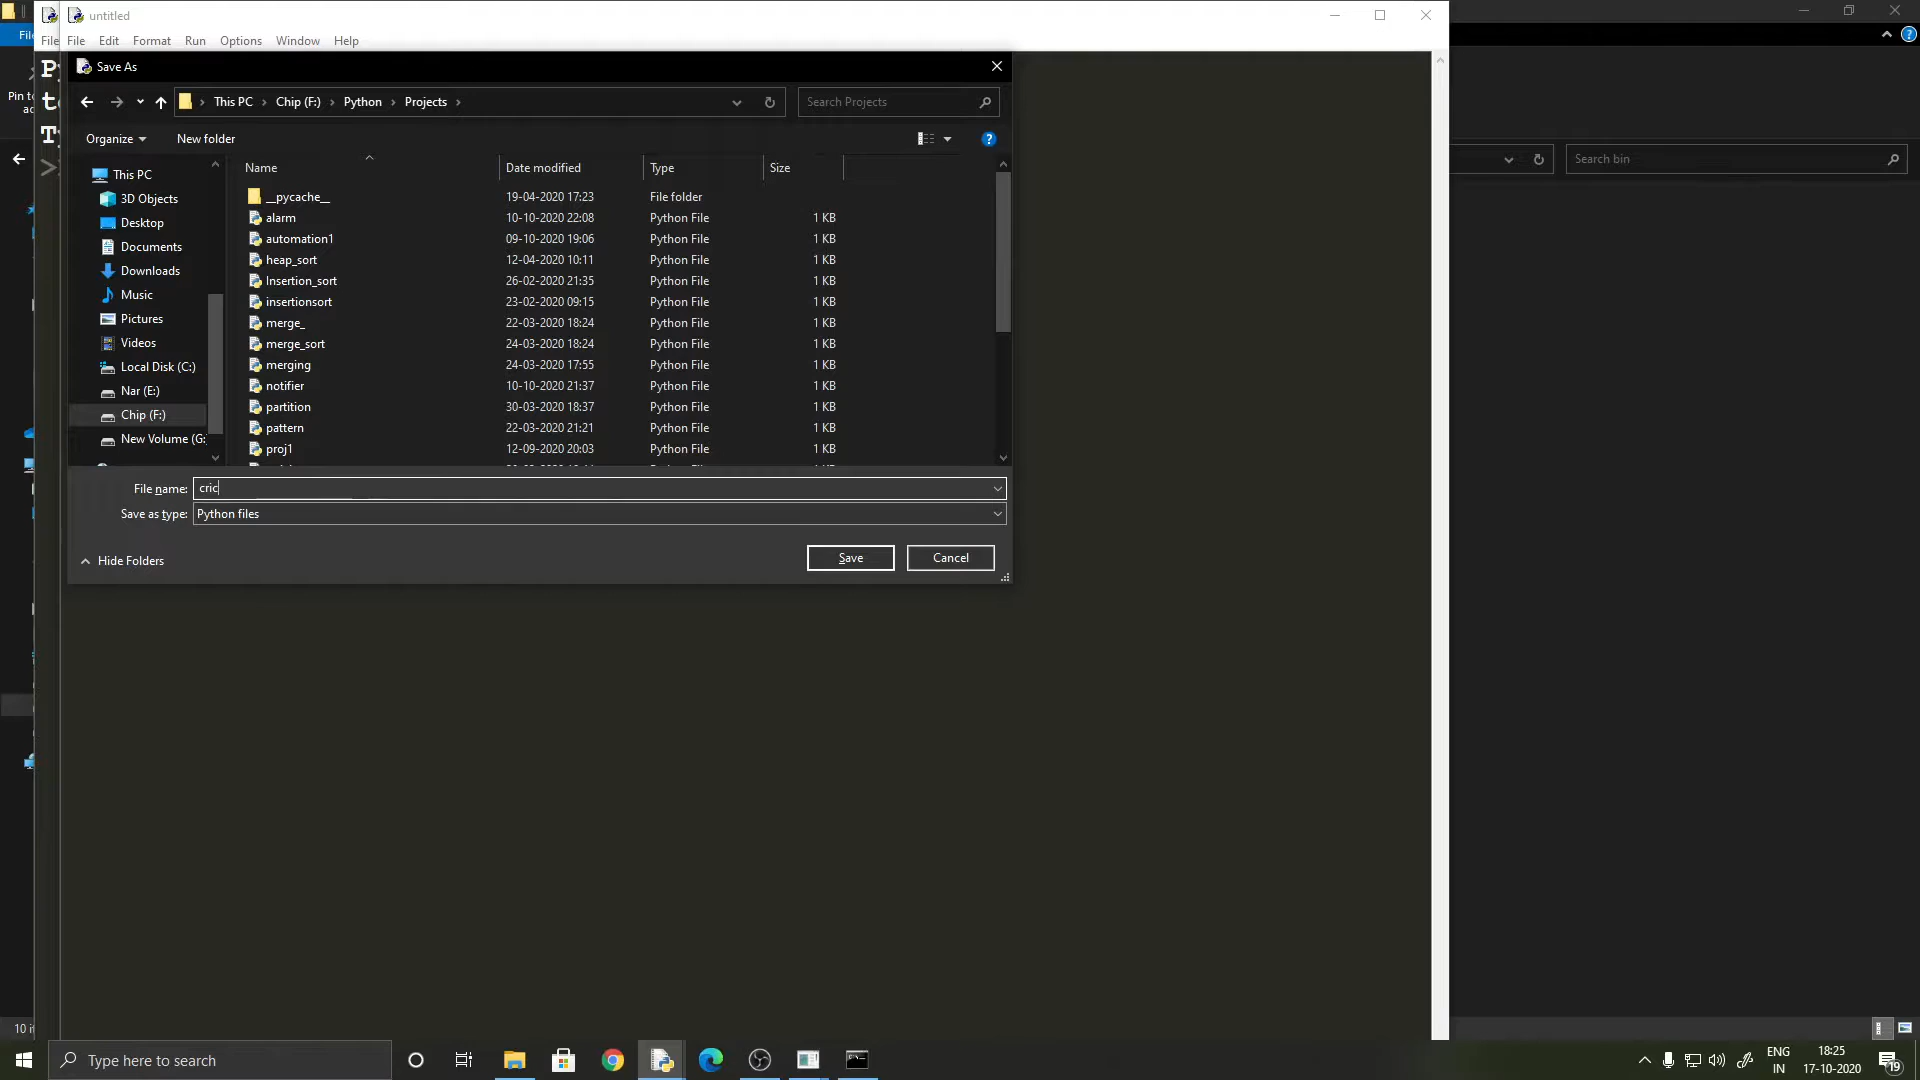 untitled
File
File Edit Format Run Options Window Help
Save As
This PC Chip (F:) Python Projects
Search Projects
Pin to
Organize New folder
Search bin
Name Date modified Type Size
This PC
3D Objects
Desktop
Documents
Downloads
Music
Pictures
Videos
Local Disk (C:)
Nar (E:)
Chip (F:)
New Volume (G:
__pycache__ 19-04-2020 17:23 File folder
alarm 10-10-2020 22:08 Python File 1 KB
automation1 09-10-2020 19:06 Python File 1 KB
heap_sort 12-04-2020 10:11 Python File 1 KB
Insertion_sort 26-02-2020 21:35 Python File 1 KB
insertionsort 23-02-2020 09:15 Python File 1 KB
merge_ 22-03-2020 18:24 Python File 1 KB
merge_sort 24-03-2020 18:24 Python File 1 KB
merging 24-03-2020 17:55 Python File 1 KB
notifier 10-10-2020 21:37 Python File 1 KB
partition 30-03-2020 18:37 Python File 1 KB
pattern 22-03-2020 21:21 Python File 1 KB
proj1 12-09-2020 20:03 Python File 1 KB
File name: cric
Save as type: Python files
Hide Folders
Save Cancel
10
Type here to search
ENG
IN
18:25
17-10-2020
19